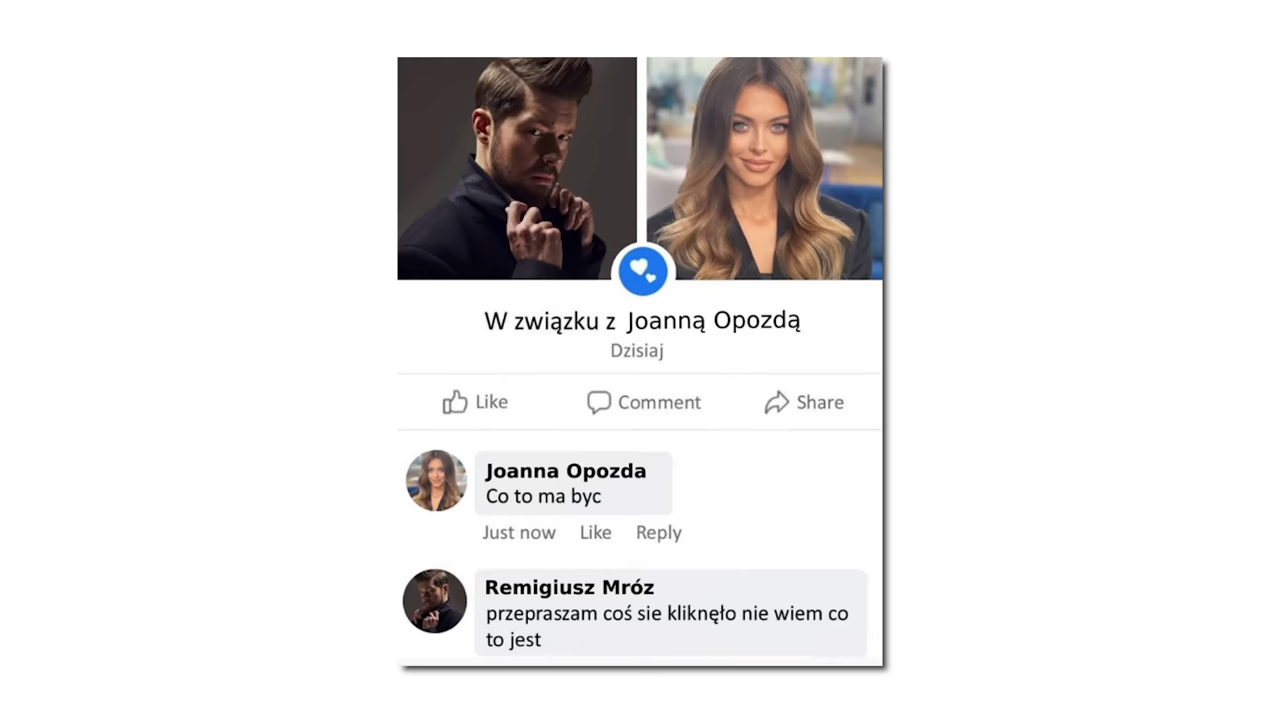 W związku z Joanną Opozdą
Dzisiaj
Like Comment Share
Joanna Opozda
Co to ma byc
Just now Like Reply
Remigiusz Mróz
przepraszam coś sie kliknęło nie wiem co
to jest